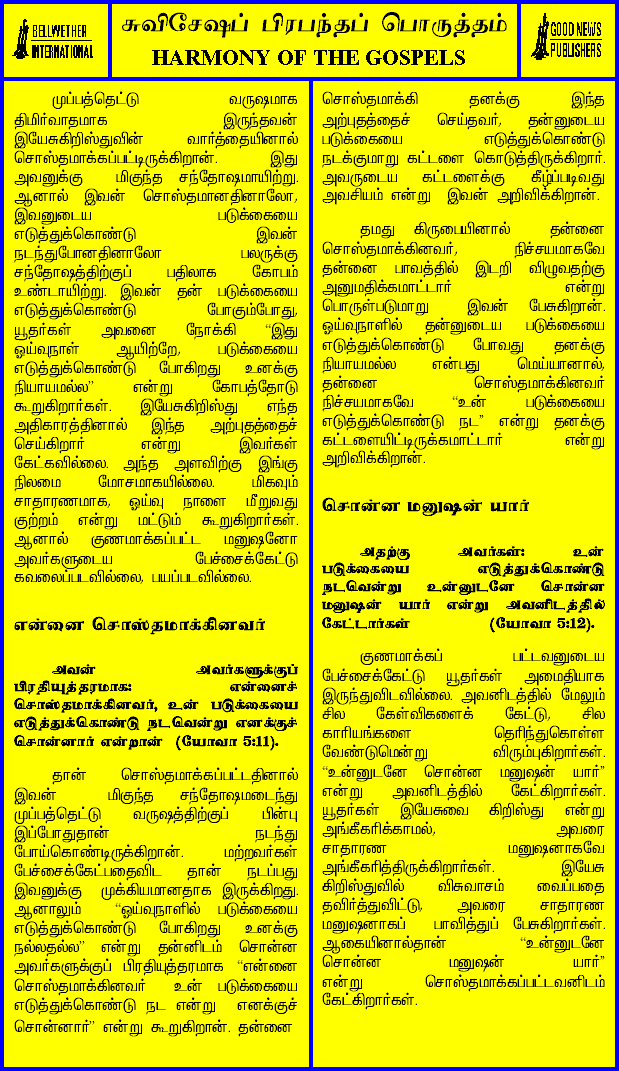 BELLWETHER
INTERNATIONAL
சுவிசேஷப் பிரபந்தப் பொருத்தம்
HARMONY OF THE GOSPELS
GOOD NEWS
PUBLISHERS
முப்பத்தெட்டு வருஷமாக
திமிர்வாதமாக இருந்தவன்
இயேசுகிறிஸ்துவின் வார்த்தையினால்
சொஸ்தமாக்கப்பட்டிருக்கிறான். இது
அவனுக்கு மிகுந்த சந்தோஷமாயிற்று.
ஆனால் இவன் சொஸ்தமானதினாலோ,
இவனுடைய படுக்கையை
எடுத்துக்கொண்டு இவன்
நடந்துபோனதினாலோ பலருக்கு
சந்தோஷத்திற்குப் பதிலாக கோபம்
உண்டாயிற்று. இவன் தன் படுக்கையை
எடுத்துக்கொண்டு போகும்போது,
யூதர்கள் அவனை நோக்கி “இது
ஓய்வுநாள் ஆயிற்றே, படுக்கையை
எடுத்துக்கொண்டு போகிறது உனக்கு
நியாயமல்ல” என்று கோபத்தோடு
கூறுகிறார்கள். இயேசுகிறிஸ்து எந்த
அதிகாரத்தினால் இந்த அற்புதத்தைச்
செய்கிறார் என்று இவர்கள்
கேட்கவில்லை. அந்த அளவிற்கு இங்கு
நிலமை மோசமாகயில்லை. மிகவும்
சாதாரணமாக, ஓய்வு நாளை மீறுவது
குற்றம் என்று மட்டும் கூறுகிறார்கள்.
ஆனால் குணமாக்கப்பட்ட மனுஷனோ
அவர்களுடைய பேச்சைக்கேட்டு
கவலைப்படவில்லை, பயப்படவில்லை.
என்னை சொஸ்தமாக்கினவர்
அவன் அவர்களுக்குப்
பிரதியுத்தரமாக: என்னைச்
சொஸ்தமாக்கினவர், உன் படுக்கையை
எடுத்துக்கொண்டு நடவென்று எனக்குச்
சொன்னார் என்றான் (யோவா 5:11).
தான் சொஸ்தமாக்கப்பட்டதினால்
இவன் மிகுந்த சந்தோஷமடைந்து
முப்பத்தெட்டு வருஷத்திற்குப் பின்பு
இப்போதுதான் நடந்து
போய்கொண்டிருக்கிறான். மற்றவர்கள்
பேச்சைக்கேட்பதைவிட தான் நடப்பது
இவனுக்கு முக்கியமானதாக இருக்கிறது.
ஆனாலும் “ஓய்வுநாளில் படுக்கையை
எடுத்துக்கொண்டு போகிறது உனக்கு
நல்லதல்ல” என்று தன்னிடம் சொன்ன
அவர்களுக்குப் பிரதியுத்தரமாக “என்னை
சொஸ்தமாக்கினவர் உன் படுக்கையை
எடுத்துக்கொண்டு நட என்று எனக்குச்
சொன்னார்” என்று கூறுகிறான். தன்னை
சொஸ்தமாக்கி தனக்கு இந்த
அற்புதத்தைச் செய்தவர், தன்னுடைய
படுக்கையை எடுத்துக்கொண்டு
நடக்குமாறு கட்டளை கொடுத்திருக்கிறார்.
அவருடைய கட்டளைக்கு கீழ்ப்படிவது
அவசியம் என்று இவன் அறிவிக்கிறான்.
தமது கிருபையினால் தன்னை
சொஸ்தமாக்கினவர், நிச்சயமாகவே
தன்னை பாவத்தில் இடறி விழுவதற்கு
அனுமதிக்கமாட்டார் என்று
பொருள்படுமாறு இவன் பேசுகிறான்.
ஓய்வுநாளில் தன்னுடைய படுக்கையை
எடுத்துக்கொண்டு போவது தனக்கு
நியாயமல்ல என்பது மெய்யானால்,
தன்னை சொஸ்தமாக்கினவர்
நிச்சயமாகவே “உன் படுக்கையை
எடுத்துக்கொண்டு நட” என்று தனக்கு
கட்டளையிட்டிருக்கமாட்டார் என்று
அறிவிக்கிறான்.
சொன்ன மனுஷன் யார்
அதற்கு அவர்கள்: உன்
படுக்கையை எடுத்துக்கொண்டு
நடவென்று உன்னுடனே சொன்ன
மனுஷன் யார் என்று அவனிடத்தில்
கேட்டார்கள் (யோவா 5:12).
குணமாக்கப் பட்டவனுடைய
பேச்சைக்கேட்டு யூதர்கள் அமைதியாக
இருந்துவிடவில்லை. அவனிடத்தில் மேலும்
சில கேள்விகளைக் கேட்டு, சில
காரியங்களை தெரிந்துகொள்ள
வேண்டுமென்று விரும்புகிறார்கள்.
“உன்னுடனே சொன்ன மனுஷன் யார்”
என்று அவனிடத்தில் கேட்கிறார்கள்.
யூதர்கள் இயேசுவை கிறிஸ்து என்று
அங்கீகரிக்காமல், அவரை
சாதாரண மனுஷனாகவே
அங்கீகரித்திருக்கிறார்கள். இயேசு
கிறிஸ்துவில் விசுவாசம் வைப்பதை
தவிர்த்துவிட்டு, அவரை சாதாரண
மனுஷனாகப் பாவித்துப் பேசுகிறார்கள்.
ஆகையினால்தான் “உன்னுடனே
சொன்ன மனுஷன் யார்”
என்று சொஸ்தமாக்கப்பட்டவனிடம்
கேட்கிறார்கள்.